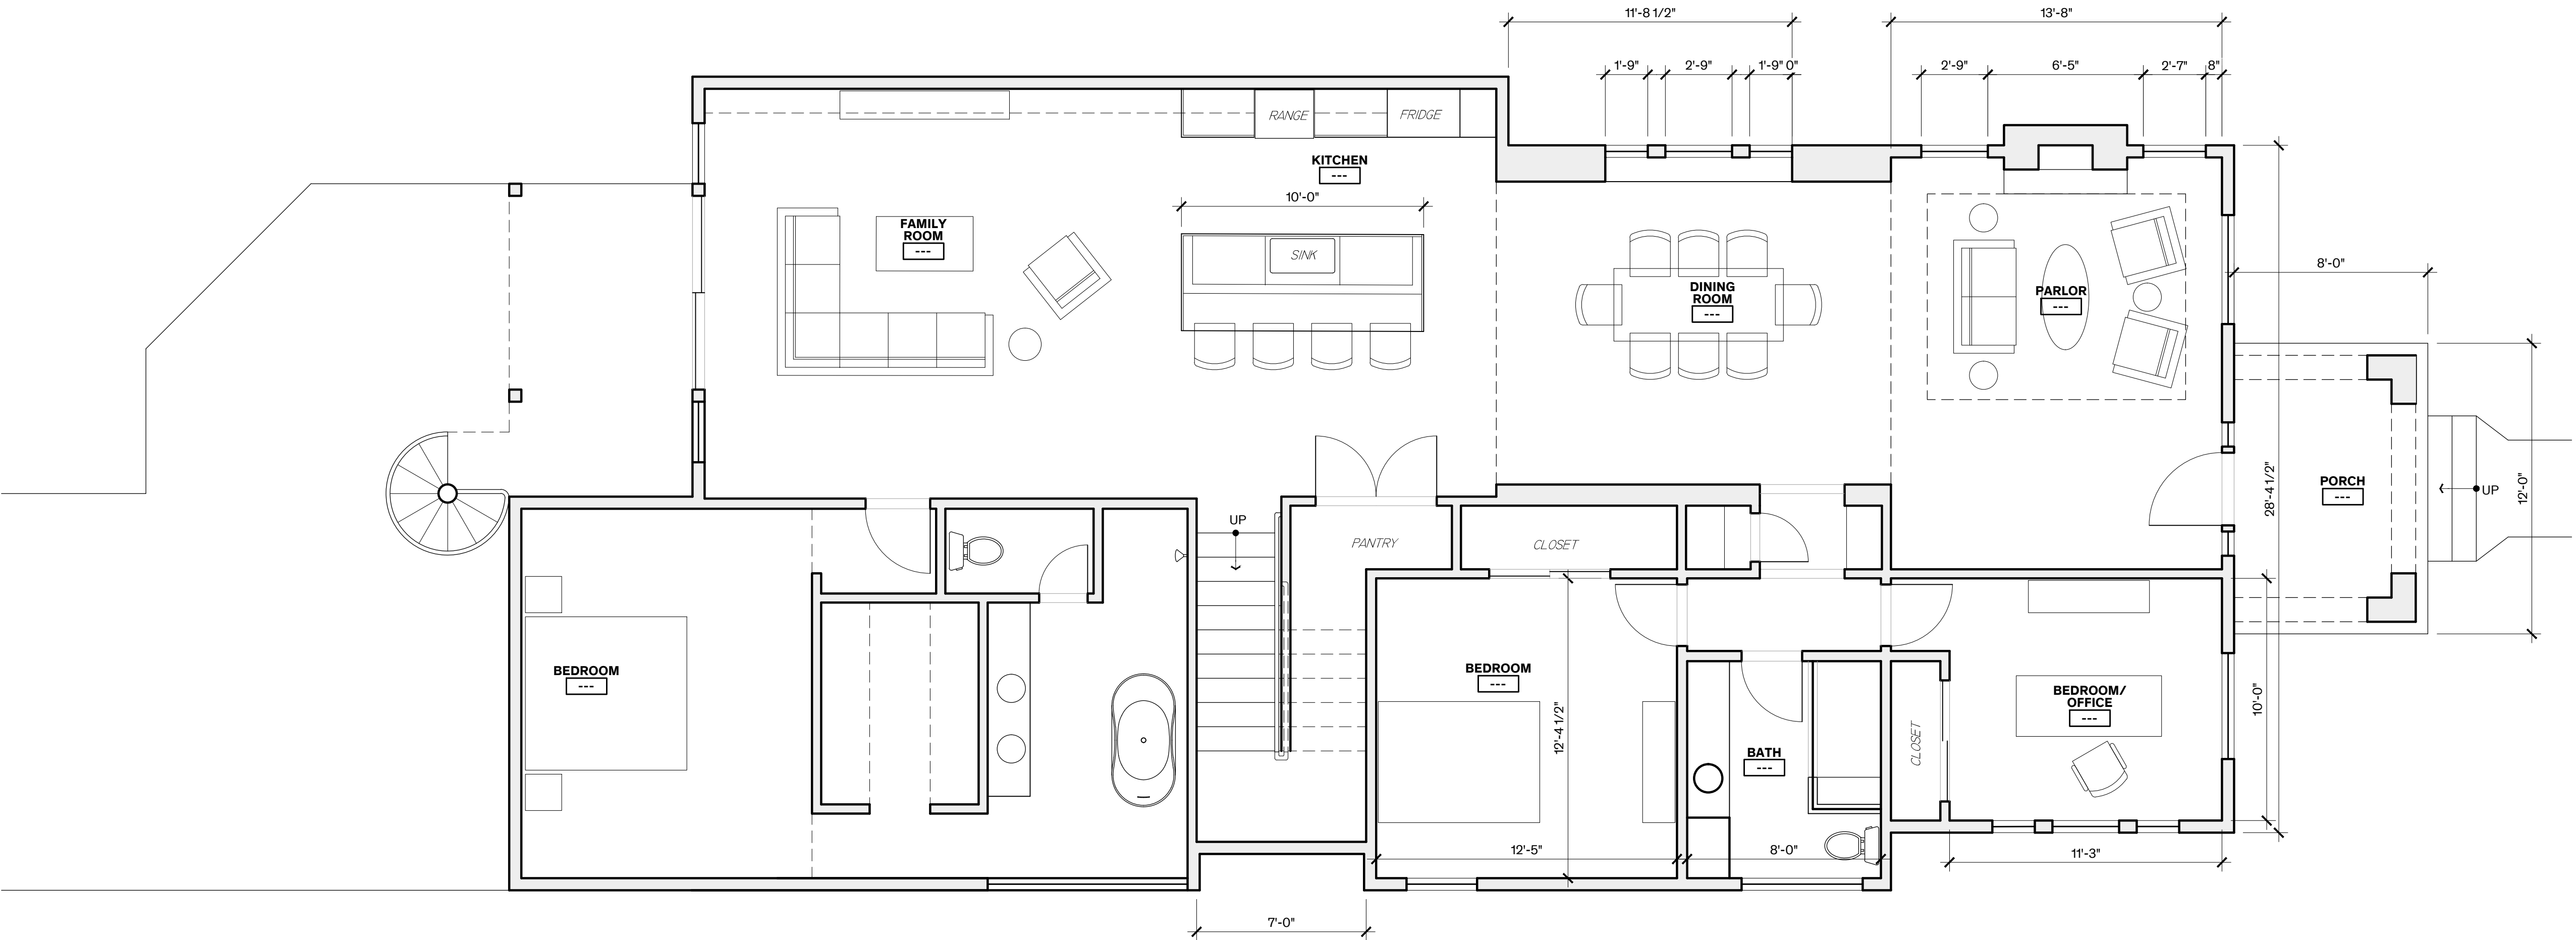 11'-8 1/2"
13'-8"
1'-9"
2'-9"
1'-9"
0"
2'-9"
6'-5"
2'-7"
8"
RANGE
FRIDGE
KITCHEN
---
10'-0"
FAMILY
ROOM
---
SINK
DINING
ROOM
---
PARLOR
---
8'-0"
PORCH
---
UP
12'-0"
28'-4 1/2"
UP
PANTRY
CLOSET
BEDROOM
---
BEDROOM
---
12'-4 1/2"
BATH
---
CLOSET
BEDROOM/
OFFICE
---
10'-0"
12'-5"
8'-0"
11'-3"
7'-0"